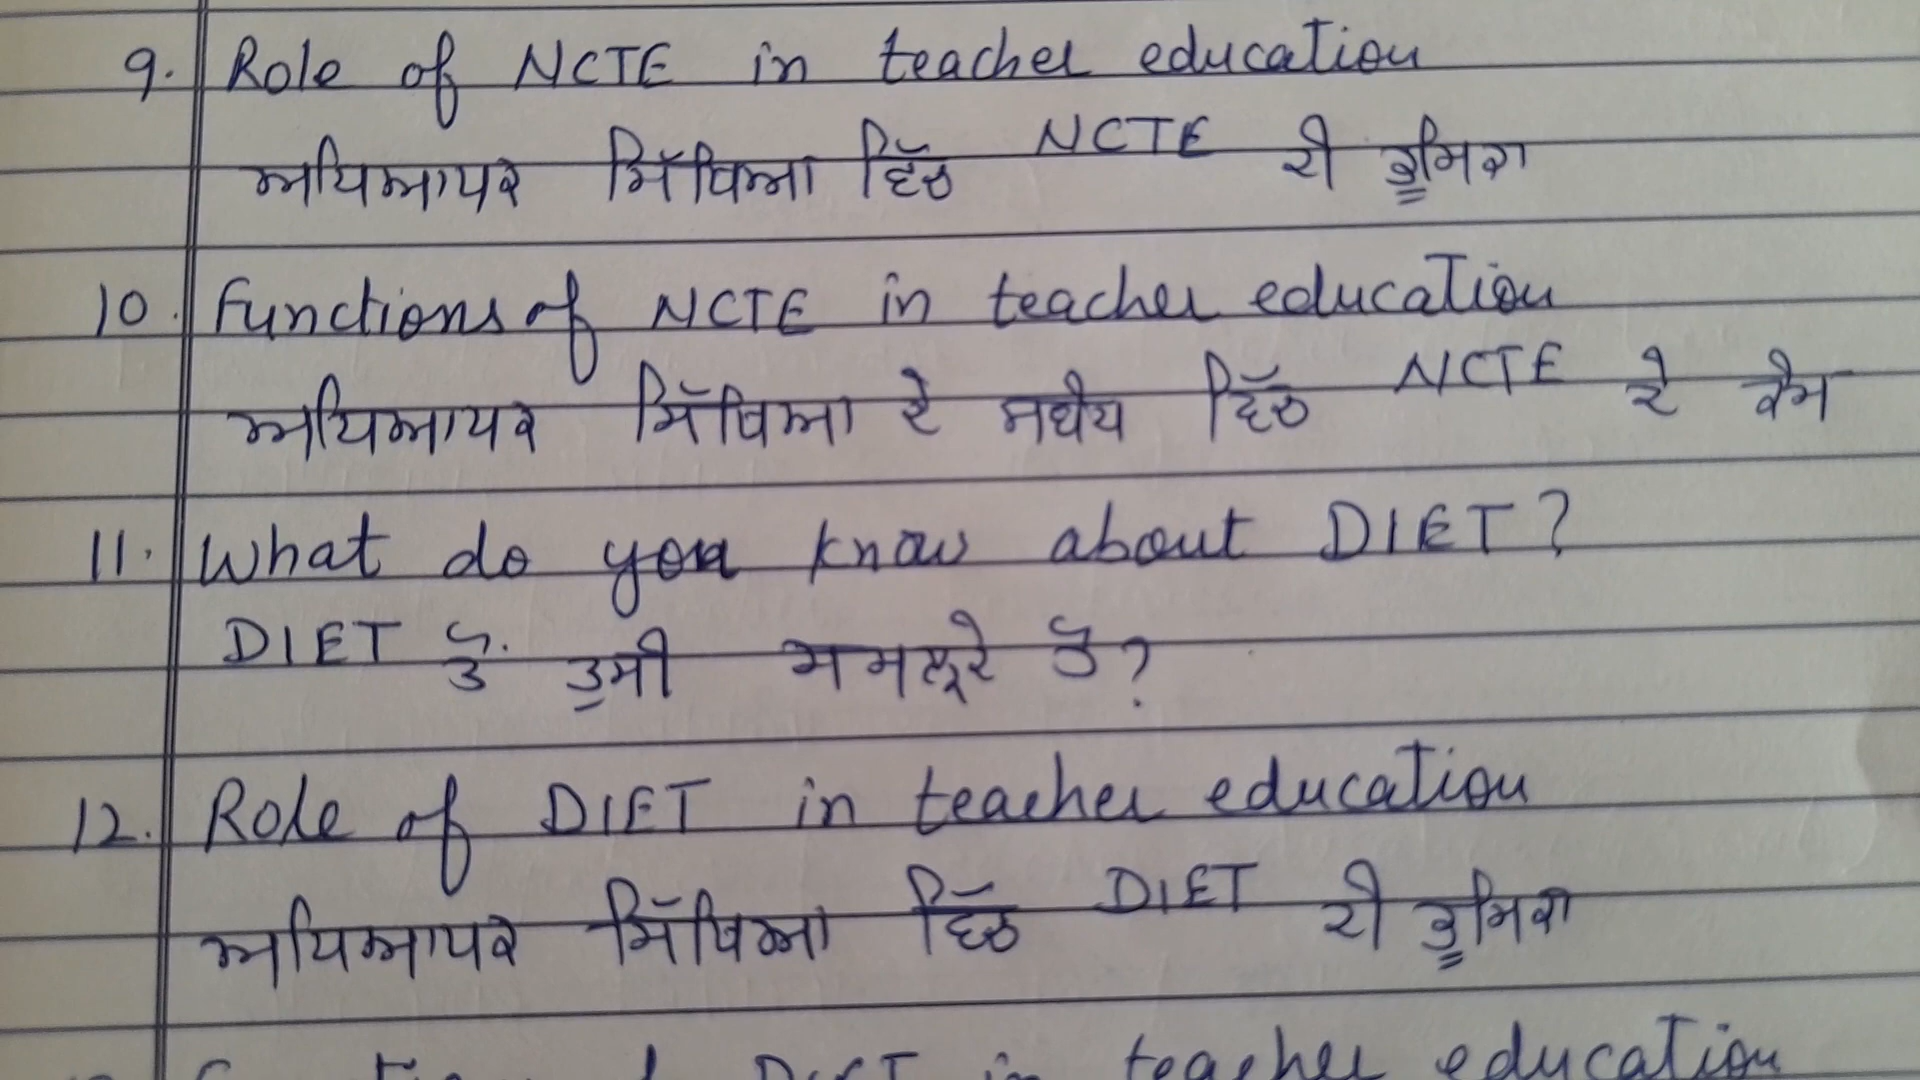 9. Role of NCTE in teacher education
ਅਧਿਆਪਕ ਸਿੱਖਿਆ ਵਿੱਚ NCTE ਦੀ ਭੂਮਿਕਾ
10. Functions of NCTE in teacher education
ਅਧਿਆਪਕ ਸਿੱਖਿਆ ਦੇ ਸਬੰਧ ਵਿੱਚ NCTE ਦੇ ਕੰਮ
11. What do you know about DIET?
DIET ਤੋਂ ਤੁਸੀਂ ਸਮਝਦੇ ਹੋ?
12. Role of DIET in teacher education
ਅਧਿਆਪਕ ਸਿੱਖਿਆ ਵਿੱਚ DIET ਦੀ ਭੂਮਿਕਾ
in teacher education